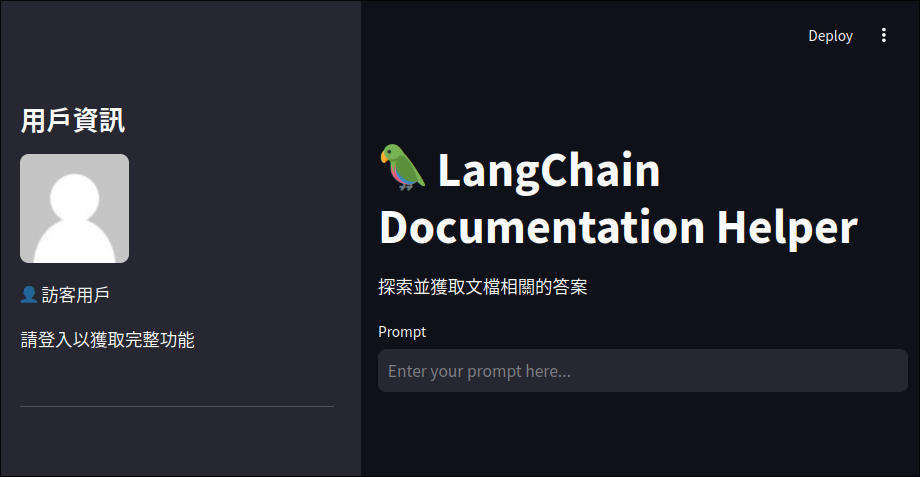 用戶資訊
訪客用戶
請登入以獲取完整功能
Deploy
LangChain
Documentation Helper
探索並獲取文檔相關的答案
Prompt
Enter your prompt here...